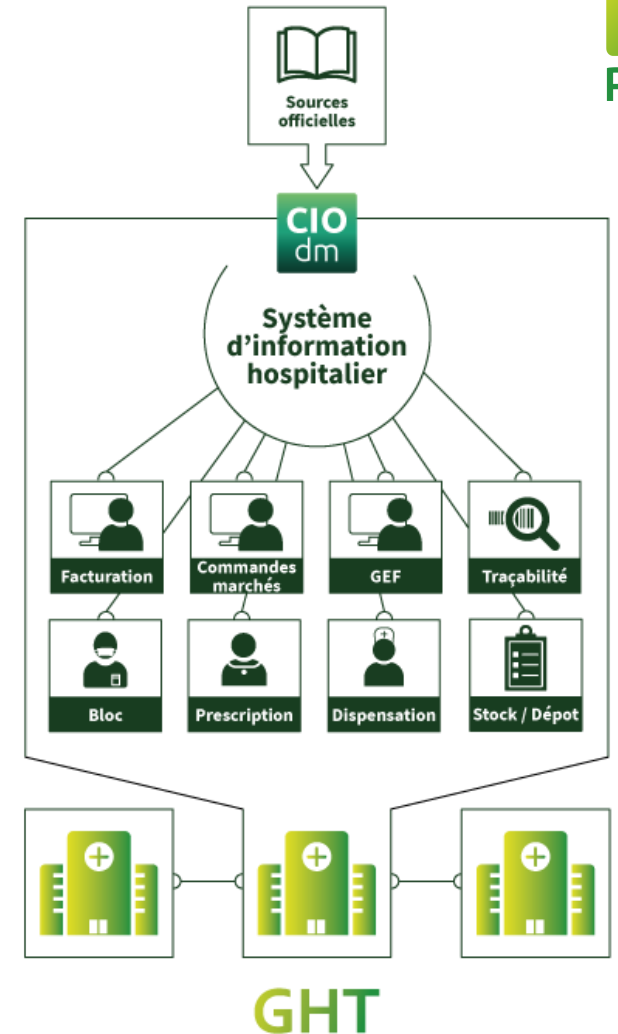 Sources
officielles
P
CIO
dm
Système
d'information
hospitalier
Facturation
Commandes
marchés
GEF
Traçabilité
Bloc
Prescription
Dispensation
Stock / Dépot
GHT